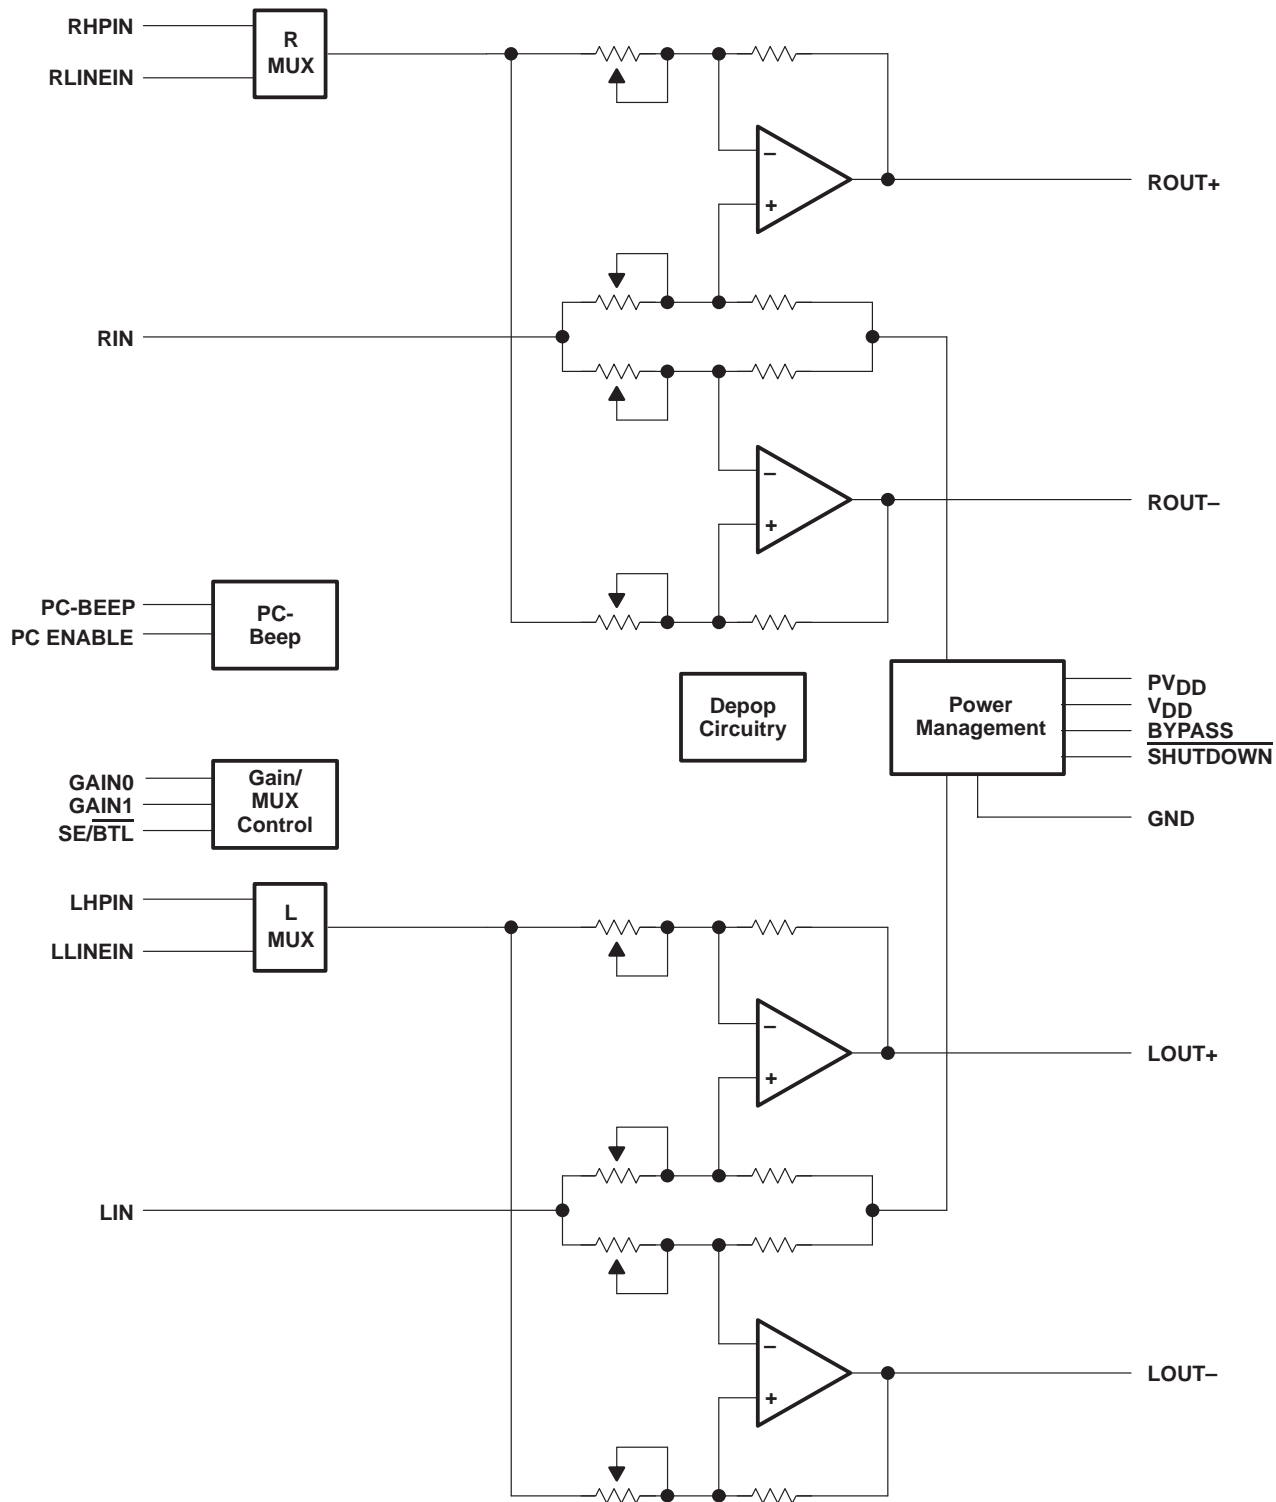 RHPIN
R
MUX
RLINEIN
–
ROUT+
+
RIN
–
ROUT–
+
PC-BEEP
PC ENABLE
PC-
Beep
Depop
Circuitry
Power
Management
PVDD
VDD
BYPASS
SHUTDOWN
GND
GAIN0
GAIN1
SE/BTL
Gain/
MUX
Control
LHPIN
L
MUX
LLINEIN
–
LOUT+
+
LIN
–
LOUT–
+